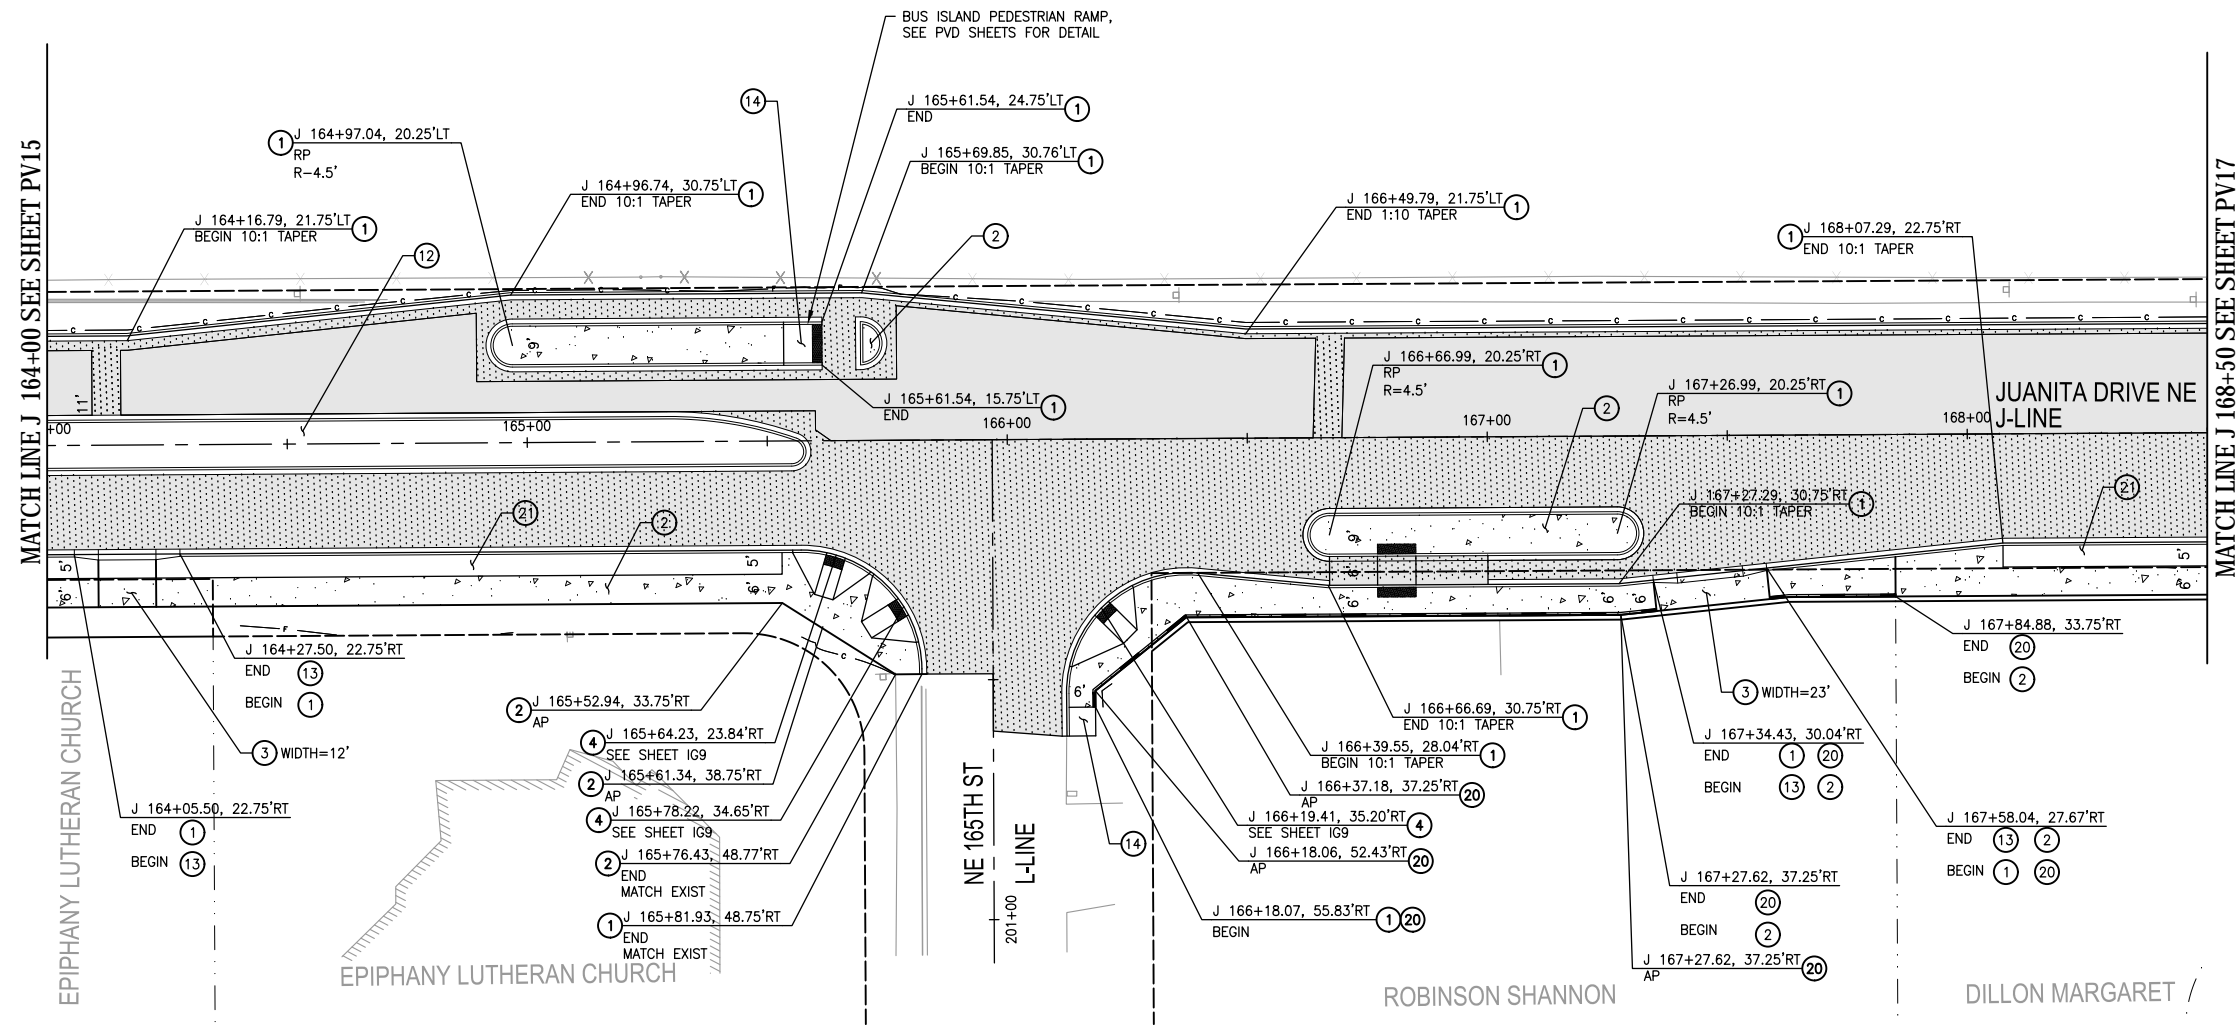 BUS ISLAND PEDESTRIAN RAMP,
SEE PVD SHEETS FOR DETAIL
14
J 165+61.54, 24.75'LT 1
END
1 J 164+97.04, 20.25'LT
RP
R-4.5'
J 165+69.85, 30.76'LT 1
BEGIN 10:1 TAPER
J 164+96.74, 30.75'LT 1
END 10:1 TAPER
J 164+16.79, 21.75'LT 1
BEGIN 10:1 TAPER
J 166+49.79, 21.75'LT 1
END 1:10 TAPER
1 J 168+07.29, 22.75'RT
END 10:1 TAPER
12
2
MATCH LINE J 164+00 SEE SHEET PV15
MATCH LINE J 168+50 SEE SHEET PV17
9'
11'
J 166+66.99, 20.25'RT 1
RP
R=4.5'
J 167+26.99, 20.25'RT 1
RP
R=4.5'
2
JUANITA DRIVE NE
J-LINE
J 165+61.54, 15.75'LT 1
END
+00
165+00
166+00
167+00
168+00
J 167+27.29, 30.75'RT 1
BEGIN 10:1 TAPER
21
21
2
9'
5'
6'
5'
6'
6'
6'
6'
6'
5'
6'
6'
J 164+27.50, 22.75'RT
END 13
BEGIN 1
3 WIDTH=12'
J 164+05.50, 22.75'RT
END 1
BEGIN 13
2 J 165+52.94, 33.75'RT
AP
4 J 165+64.23, 23.84'RT
SEE SHEET IG9
2 J 165+61.34, 38.75'RT
AP
4 J 165+78.22, 34.65'RT
SEE SHEET IG9
2 J 165+76.43, 48.77'RT
END
MATCH EXIST
1 J 165+81.93, 48.75'RT
END
MATCH EXIST
NE 165TH ST
L-LINE
201+00
14
J 166+66.69, 30.75'RT 1
END 10:1 TAPER
J 166+39.55, 28.04'RT 1
BEGIN 10:1 TAPER
J 166+37.18, 37.25'RT 20
AP
J 166+19.41, 35.20'RT 4
SEE SHEET IG9
J 166+18.06, 52.43'RT 20
AP
J 166+18.07, 55.83'RT 1 20
BEGIN
J 167+84.88, 33.75'RT
END 20
BEGIN 2
3 WIDTH=23'
J 167+34.43, 30.04'RT
END 1 20
BEGIN 13 2
J 167+58.04, 27.67'RT
END 13 2
BEGIN 1 20
J 167+27.62, 37.25'RT
END 20
BEGIN 2
J 167+27.62, 37.25'RT 20
AP
EPIPHANY LUTHERAN CHURCH
EPIPHANY LUTHERAN CHURCH
ROBINSON SHANNON
DILLON MARGARET